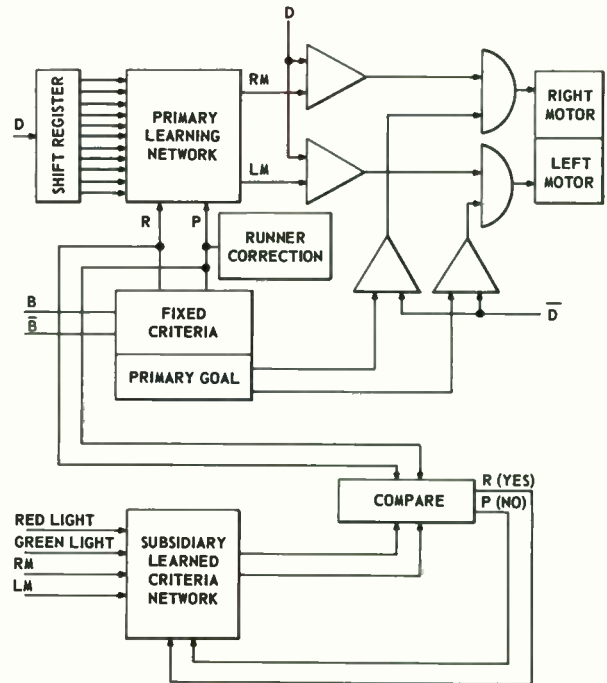 D
D
SHIFT REGISTER
PRIMARY
LEARNING
NETWORK
RM
LM
RIGHT
MOTOR
LEFT
MOTOR
R
P
RUNNER
CORRECTION
B
B̅
FIXED
CRITERIA
PRIMARY GOAL
D̅
COMPARE
R (YES)
P (NO)
RED LIGHT
GREEN LIGHT
RM
LM
SUBSIDIARY
LEARNED
CRITERIA
NETWORK